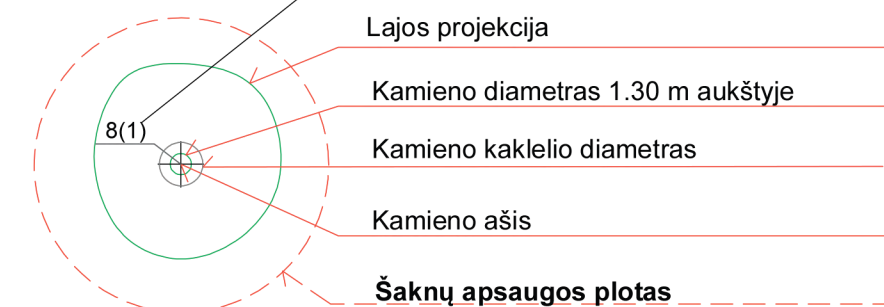 Lajos projekcija
Kamieno diametras 1.30 m aukštyje
8(1)
Kamieno kaklelio diametras
Kamieno ašis
Šaknų apsaugos plotas